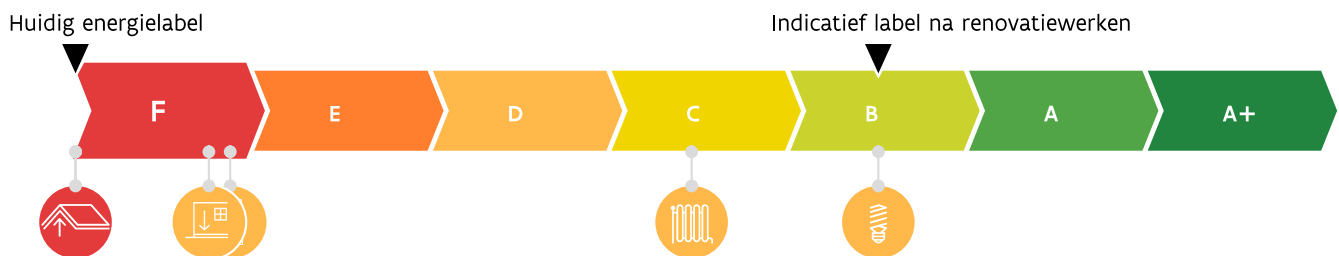 Huidig energielabel
Indicatief label na renovatiewerken
F
E
D
C
B
A
A+